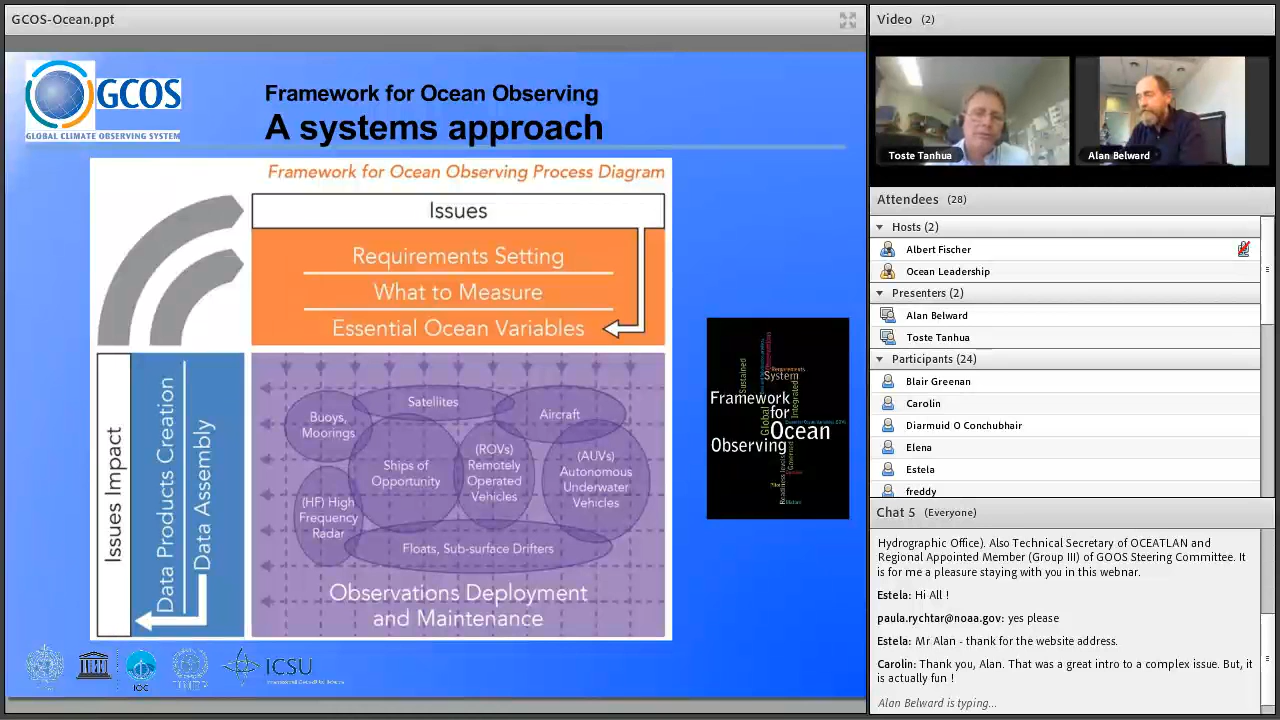 GCOS-Ocean.ppt
GCOS
GLOBAL CLIMATE OBSERVING SYSTEM
Framework for Ocean Observing
A systems approach
Framework for Ocean Observing Process Diagram
Issues
Requirements Setting
What to Measure
Essential Ocean Variables
Issues Impact
Data Products Creation
Data Assembly
Satellites
Aircraft
Buoys,
Moorings
Ships of
Opportunity
(ROVs)
Remotely
Operated
Vehicles
(AUVs)
Autonomous
Underwater
Vehicles
(HF) High
Frequency
Radar
Floats, Sub-surface Drifters
Observations Deployment
and Maintenance
Sustained
Requirements
System
Framework
for
Global
Integrated
Ocean
Observing
IOC
ICSU
Video (2)
Toste Tanhua
Alan Belward
Attendees (28)
Hosts (2)
Albert Fischer
Ocean Leadership
Presenters (2)
Alan Belward
Toste Tanhua
Participants (24)
Blair Greenan
Carolin
Diarmuid O Conchubhair
Elena
Estela
freddy
Chat 5 (Everyone)
Hydrographic Office). Also Technical Secretary of OCEATLAN and
Regional Appointed Member (Group III) of GOOS Steering Committee. It
is for me a pleasure staying with you in this webnar.
Estela: Hi All !
paula.rychtar@noaa.gov: yes please
Estela: Mr Alan - thank for the website address.
Carolin: Thank you, Alan. That was a great intro to a complex issue. But, it
is actually fun !
Alan Belward is typing...